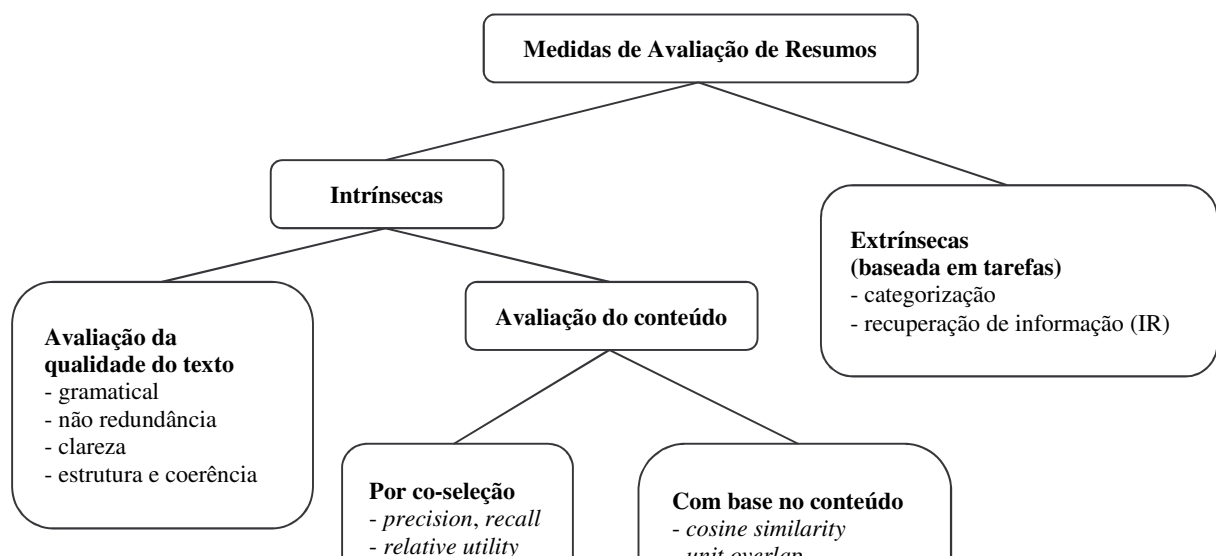 Medidas de Avaliação de Resumos
Intrínsecas
Extrínsecas
(baseada em tarefas)
- categorização
- recuperação de informação (IR)
Avaliação da
qualidade do texto
- gramatical
- não redundância
- clareza
- estrutura e coerência
Avaliação do conteúdo
Por co-seleção
- precision, recall
- relative utility
Com base no conteúdo
- cosine similarity
- unit overlap